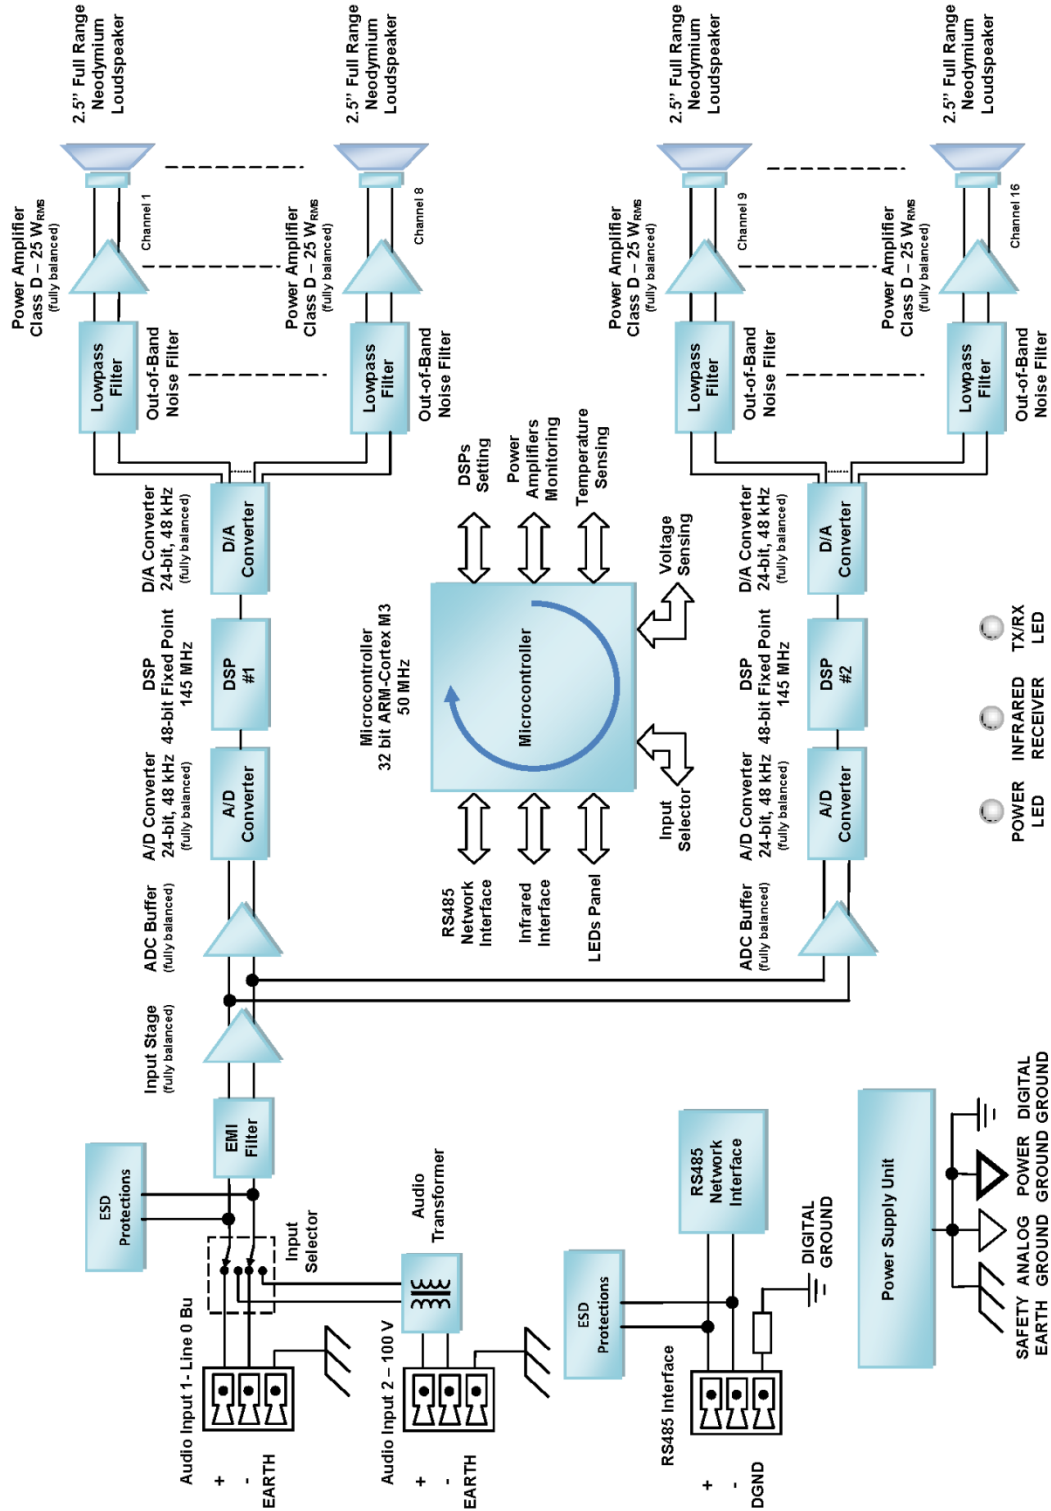 Audio Input 1 - Line 0 Bu
+
-
EARTH
ESD
Protections
Input
Selector
EMI
Filter
Input Stage
(fully balanced)
ADC Buffer
(fully balanced)
A/D Converter
24-bit, 48 kHz
(fully balanced)
A/D
Converter
DSP
48-bit Fixed Point
145 MHz
DSP
#1
D/A Converter
24-bit, 48 kHz
(fully balanced)
D/A
Converter
Lowpass
Filter
Out-of-Band
Noise Filter
Power Amplifier
Class D – 25 WRMS
(fully balanced)
Channel 1
2.5” Full Range
Neodymium
Loudspeaker
Lowpass
Filter
Out-of-Band
Noise Filter
Power Amplifier
Class D – 25 WRMS
(fully balanced)
Channel 8
2.5” Full Range
Neodymium
Loudspeaker
Audio Input 2 – 100 V
+
-
EARTH
Audio
Transformer
Microcontroller
32 bit ARM-Cortex M3
50 MHz
Microcontroller
RS485
Network
Interface
Infrared
Interface
LEDs Panel
Input
Selector
DSPs
Setting
Power
Amplifiers
Monitoring
Temperature
Sensing
Voltage
Sensing
RS485 Interface
+
-
DGND
ESD
Protections
RS485
Network
Interface
DIGITAL
GROUND
ADC Buffer
(fully balanced)
A/D Converter
24-bit, 48 kHz
(fully balanced)
A/D
Converter
DSP
48-bit Fixed Point
145 MHz
DSP
#2
D/A Converter
24-bit, 48 kHz
(fully balanced)
D/A
Converter
Lowpass
Filter
Out-of-Band
Noise Filter
Power Amplifier
Class D – 25 WRMS
(fully balanced)
Channel 9
2.5” Full Range
Neodymium
Loudspeaker
Lowpass
Filter
Out-of-Band
Noise Filter
Power Amplifier
Class D – 25 WRMS
(fully balanced)
Channel 16
2.5” Full Range
Neodymium
Loudspeaker
Power Supply Unit
SAFETY
EARTH
ANALOG
GROUND
POWER
GROUND
DIGITAL
GROUND
POWER
LED
INFRARED
RECEIVER
TX/RX
LED